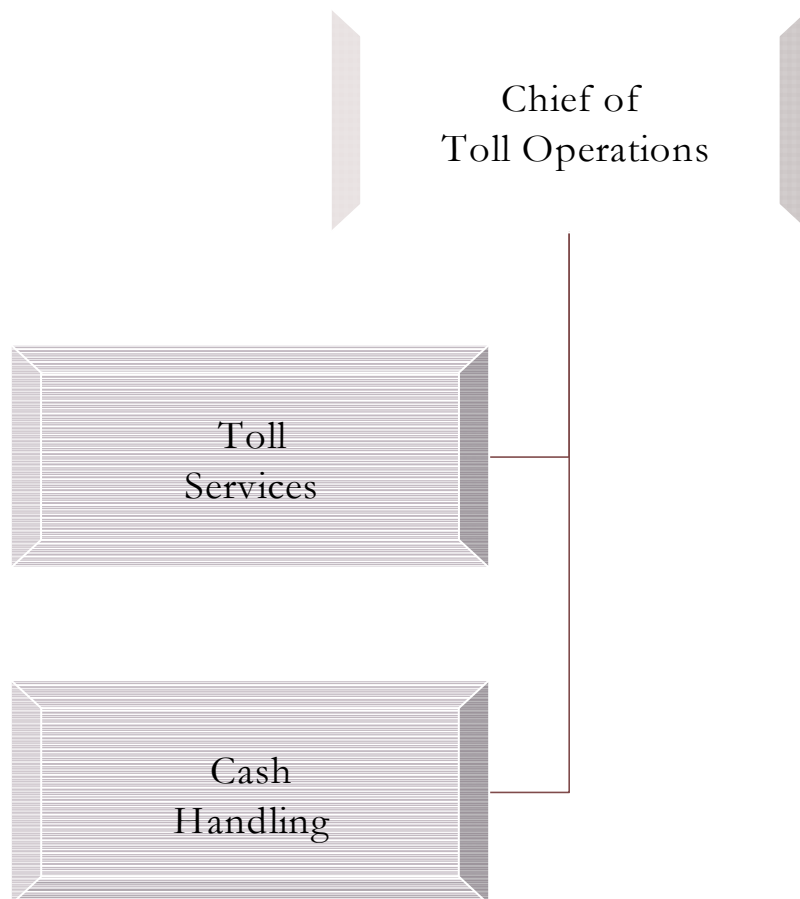 Chief of
Toll Operations
Toll
Services
Cash
Handling